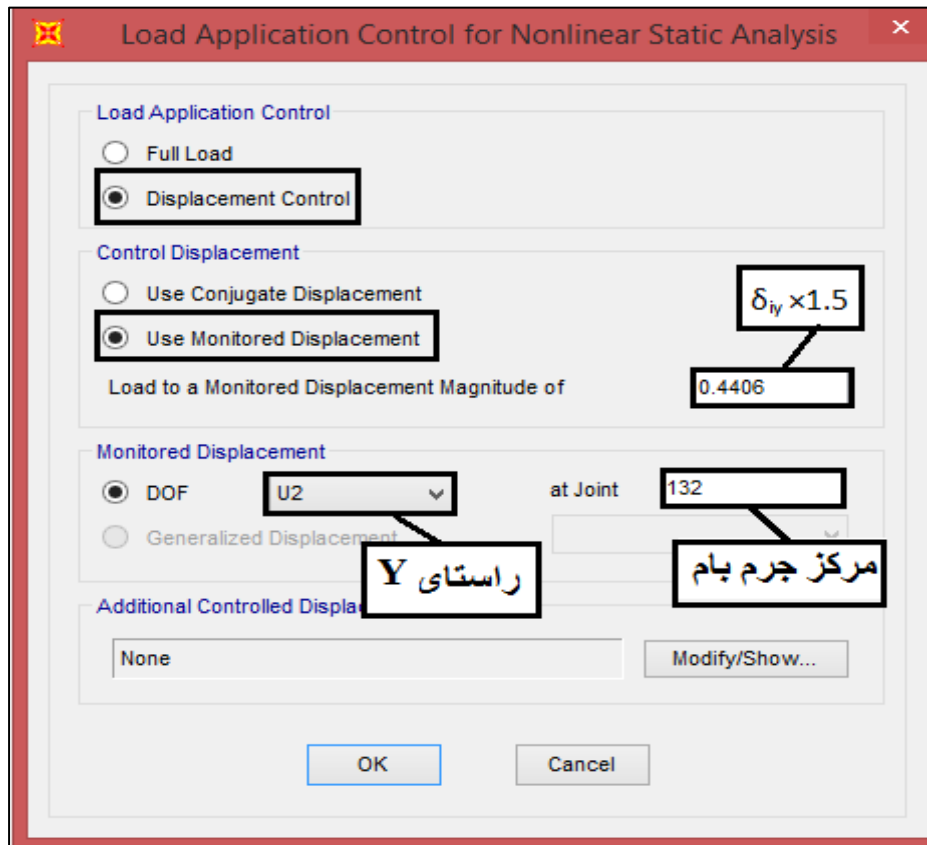 Load Application Control for Nonlinear Static Analysis
Load Application Control
Full Load
Displacement Control
Control Displacement
Use Conjugate Displacement
δiy ×1.5
Use Monitored Displacement
Load to a Monitored Displacement Magnitude of 0.4406
Monitored Displacement
DOF U2 at Joint 132
Generalized Displacement
راستای Y
مرکز جرم بام
Additional Controlled Displa
None Modify/Show...
OK Cancel